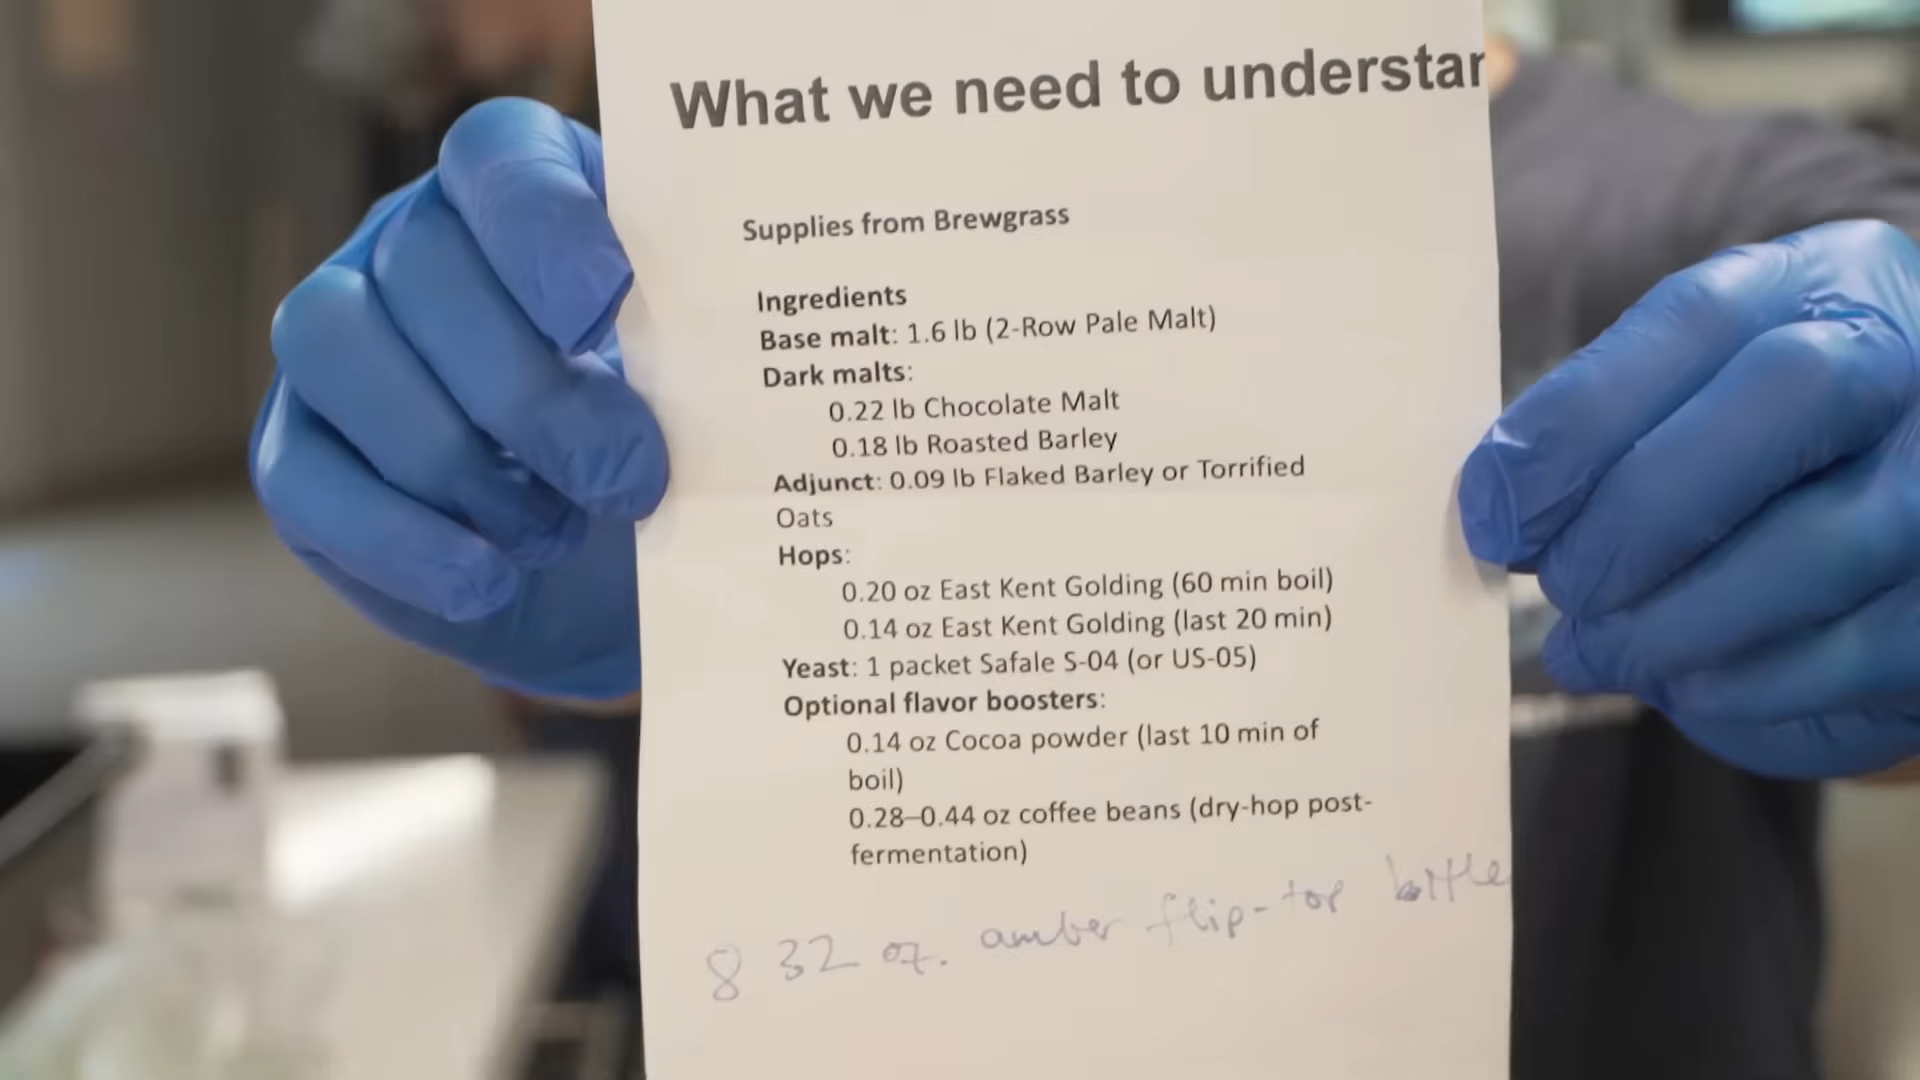 What we need to understan
Supplies from Brewgrass
Ingredients
Base malt: 1.6 lb (2-Row Pale Malt)
Dark malts:
0.22 lb Chocolate Malt
0.18 lb Roasted Barley
Adjunct: 0.09 lb Flaked Barley or Torrified
Oats
Hops:
0.20 oz East Kent Golding (60 min boil)
0.14 oz East Kent Golding (last 20 min)
Yeast: 1 packet Safale S-04 (or US-05)
Optional flavor boosters:
0.14 oz Cocoa powder (last 10 min of
boil)
0.28–0.44 oz coffee beans (dry-hop post-
fermentation)
8 32 oz. amber flip-top bottle